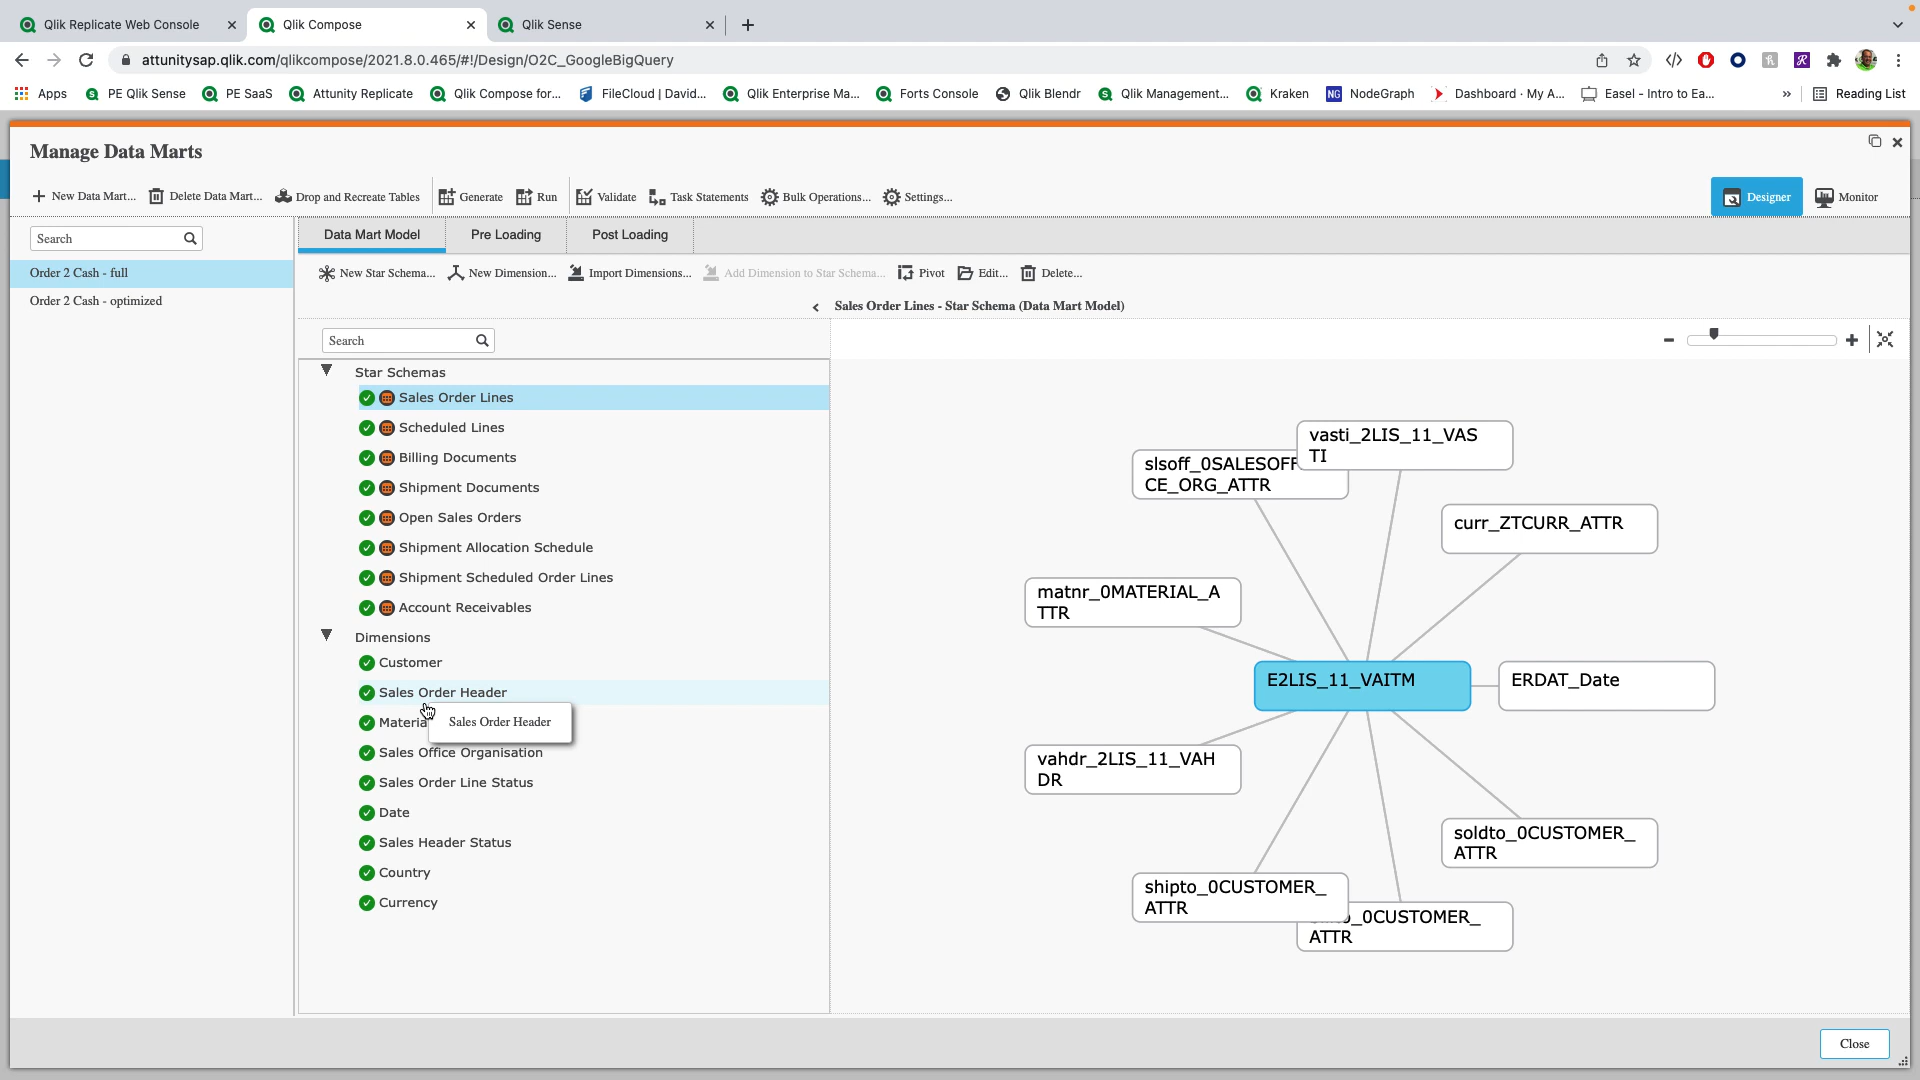 Qlik Replicate Web Console
Qlik Compose
Qlik Sense
attunitysap.qlik.com/qlikcompose/2021.8.0.465/#!/Design/O2C_GoogleBigQuery
Apps
PE Qlik Sense
PE SaaS
Attunity Replicate
Qlik Compose for...
FileCloud | David...
Qlik Enterprise Ma...
Forts Console
Qlik Blendr
Qlik Management...
Kraken
NG NodeGraph
Dashboard · My A...
Easel - Intro to Ea...
»
Reading List
Manage Data Marts
New Data Mart...
Delete Data Mart...
Drop and Recreate Tables
Generate
Run
Validate
Task Statements
Bulk Operations...
Settings...
Designer
Monitor
Search
Order 2 Cash - full
Order 2 Cash - optimized
Data Mart Model
Pre Loading
Post Loading
New Star Schema...
New Dimension...
Import Dimensions...
Add Dimension to Star Schema...
Pivot
Edit...
Delete...
Sales Order Lines - Star Schema (Data Mart Model)
Search
Star Schemas
Sales Order Lines
Scheduled Lines
Billing Documents
Shipment Documents
Open Sales Orders
Shipment Allocation Schedule
Shipment Scheduled Order Lines
Account Receivables
Dimensions
Customer
Sales Order Header
Materia
Sales Order Header
Sales Office Organisation
Sales Order Line Status
Date
Sales Header Status
Country
Currency
vasti_2LIS_11_VAS
TI
slsoff_0SALESOFF
CE_ORG_ATTR
curr_ZTCURR_ATTR
matnr_0MATERIAL_A
TTR
E2LIS_11_VAITM
ERDAT_Date
vahdr_2LIS_11_VAH
DR
soldto_0CUSTOMER_
ATTR
shipto_0CUSTOMER_
ATTR
_0CUSTOMER_
ATTR
Close